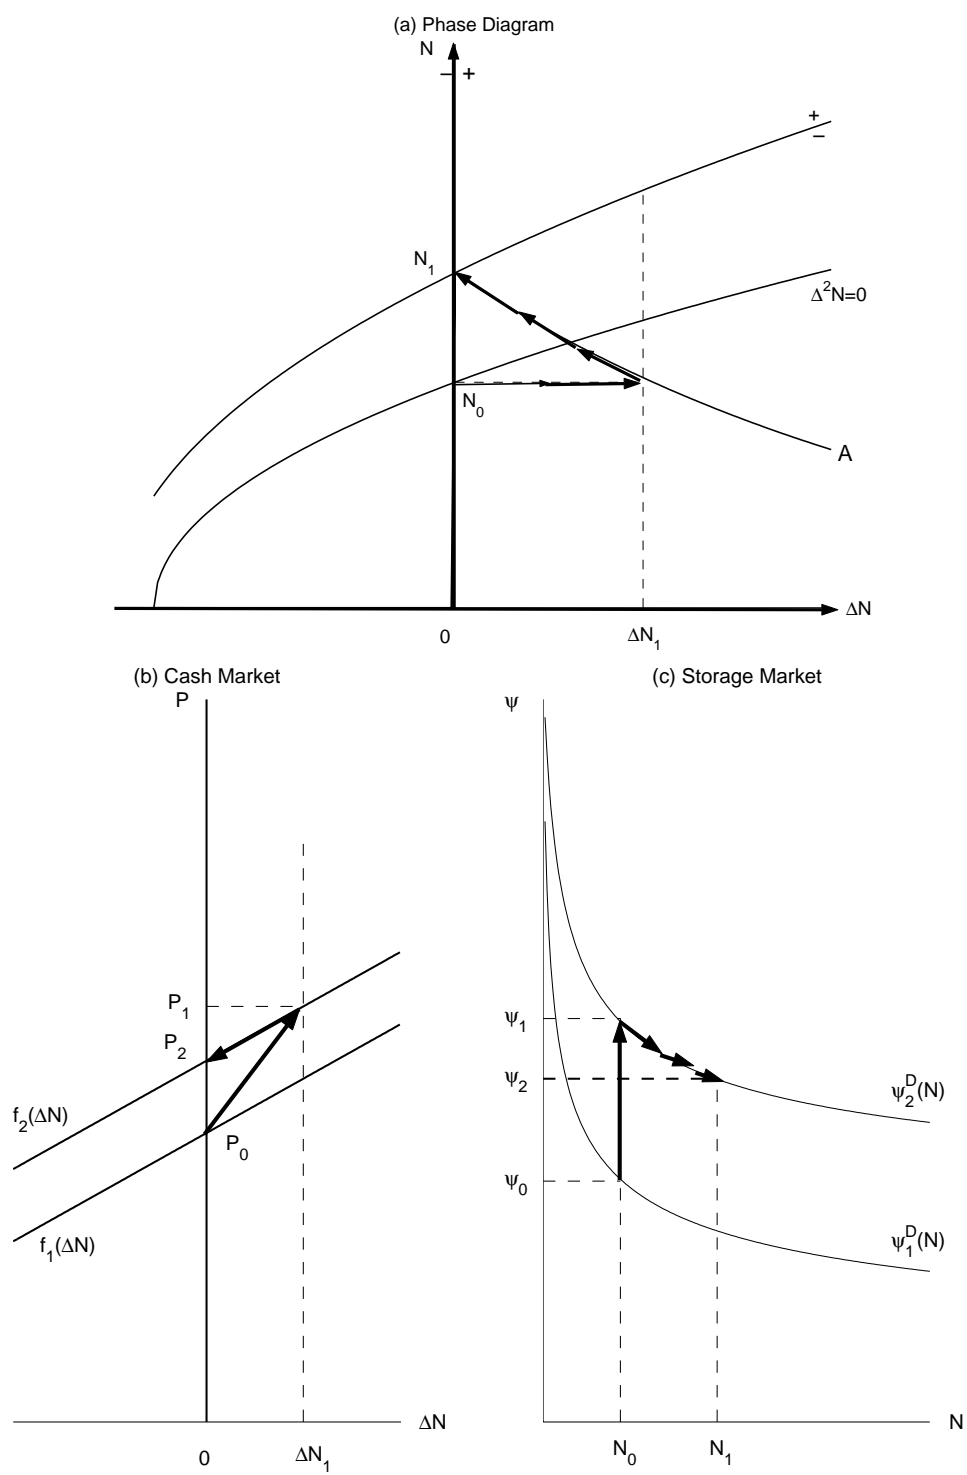 (a) Phase Diagram
N
− +
+
−
N₁
Δ²N=0
N₀
A
ΔN
0 ΔN₁
(b) Cash Market
P
P₁
P₂
f₂(ΔN)
P₀
f₁(ΔN)
ΔN
0 ΔN₁
(c) Storage Market
ψ
ψ₁
ψ₂
ψ₂ᴰ(N)
ψ₀
ψ₁ᴰ(N)
N
N₀ N₁